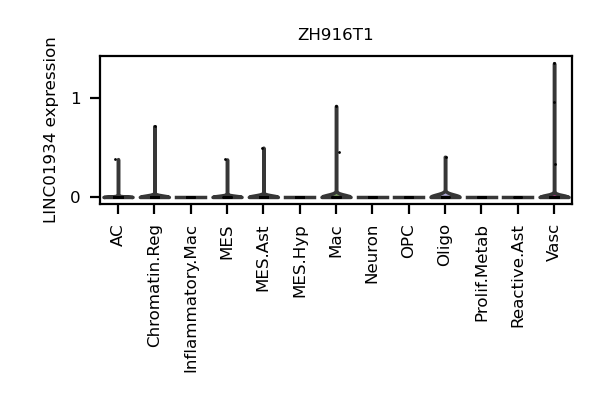 ZH916T1
LINC01934 expression
1
0
AC
Chromatin.Reg
Inflammatory.Mac
MES
MES.Ast
MES.Hyp
Mac
Neuron
OPC
Oligo
Prolif.Metab
Reactive.Ast
Vasc